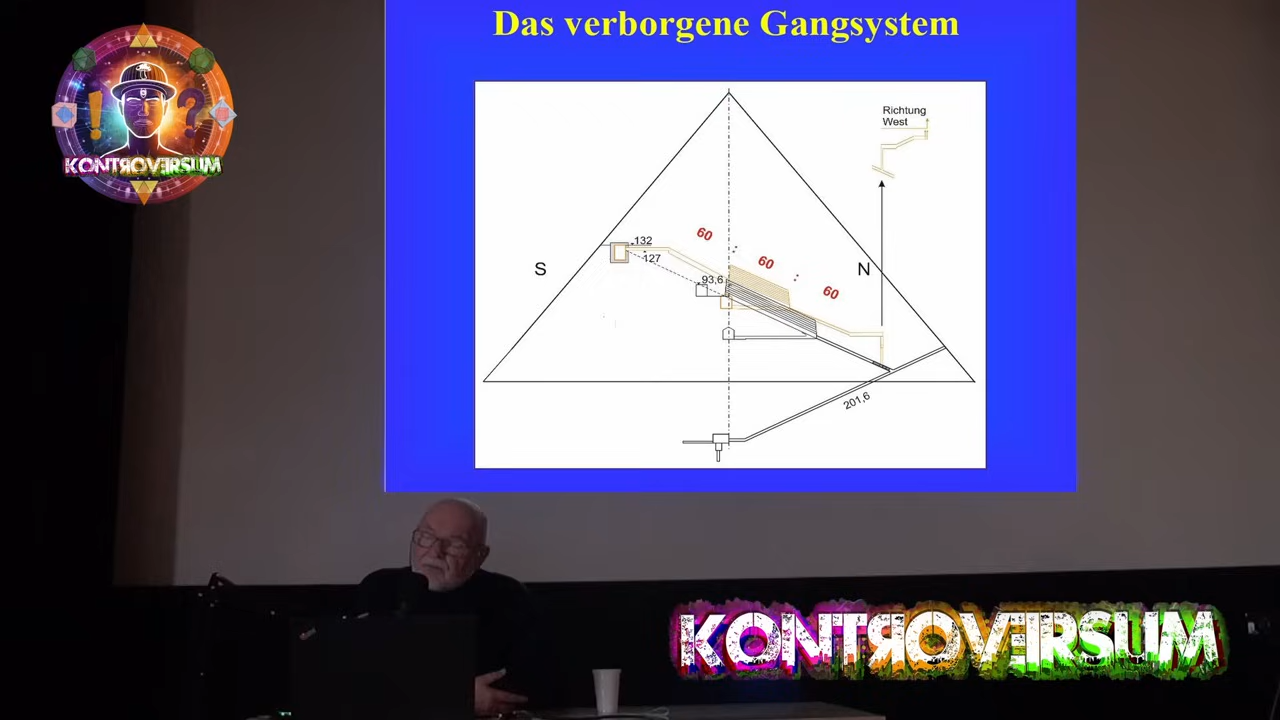 Das verborgene Gangsystem
! ?
KONTROVERSUM
Richtung
West
S
N
60
:
60
:
60
132
127
93,6
201,6
KONTROVERSUM